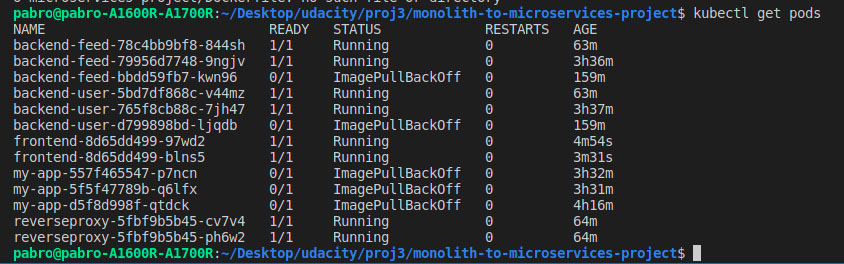 pabro@pabro-A1600R-A1700R:~/Desktop/udacity/proj3/monolith-to-microservices-project$ kubectl get pods
NAME READY STATUS RESTARTS AGE
backend-feed-78c4bb9bf8-844sh 1/1 Running 0 63m
backend-feed-79956d7748-9ngjv 1/1 Running 0 3h36m
backend-feed-bbdd59fb7-kwn96 0/1 ImagePullBackOff 0 159m
backend-user-5bd7df868c-v44mz 1/1 Running 0 63m
backend-user-765f8cb88c-7jh47 1/1 Running 0 3h37m
backend-user-d799898bd-ljqdb 0/1 ImagePullBackOff 0 159m
frontend-8d65dd499-97wd2 1/1 Running 0 4m54s
frontend-8d65dd499-blns5 1/1 Running 0 3m31s
my-app-557f465547-p7ncn 0/1 ImagePullBackOff 0 3h32m
my-app-5f5f47789b-q6lfx 0/1 ImagePullBackOff 0 3h31m
my-app-d5f8d998f-qtdck 0/1 ImagePullBackOff 0 4h16m
reverseproxy-5fbf9b5b45-cv7v4 1/1 Running 0 64m
reverseproxy-5fbf9b5b45-ph6w2 1/1 Running 0 64m
pabro@pabro-A1600R-A1700R:~/Desktop/udacity/proj3/monolith-to-microservices-project$